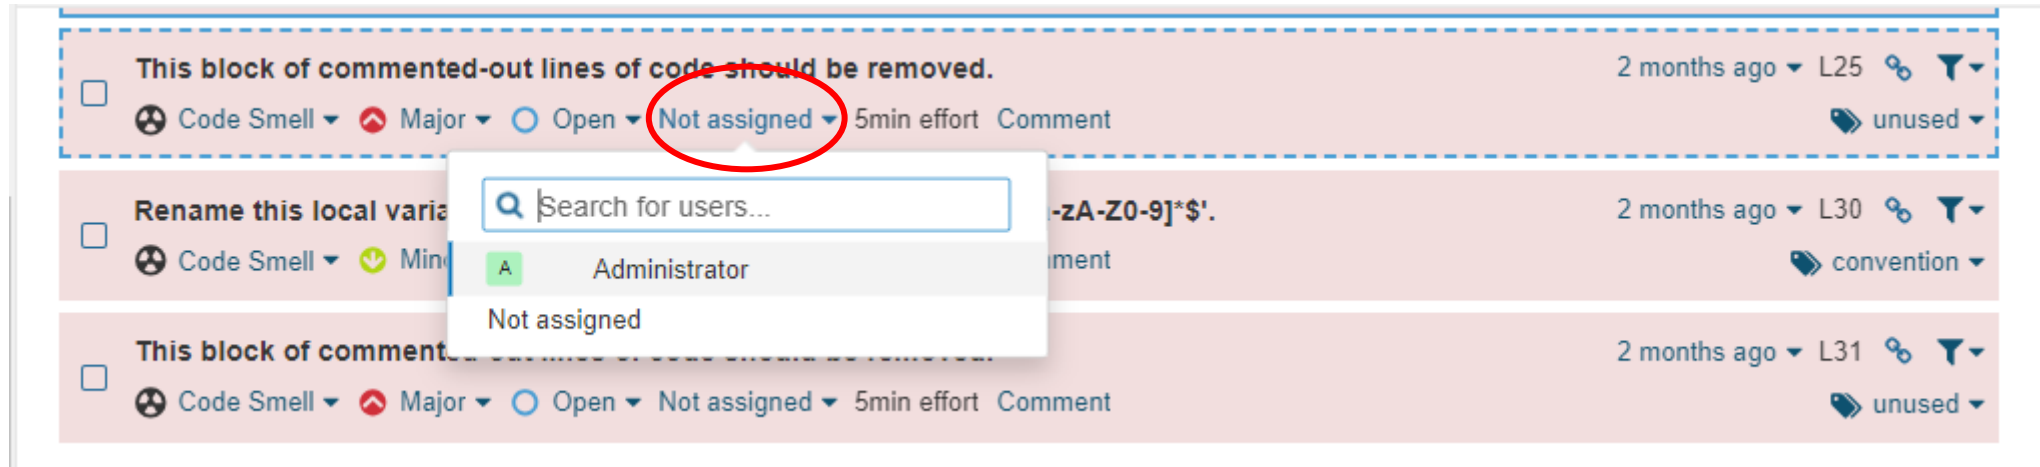 This block of commented-out lines of code should be removed.
2 months ago L25
Code Smell Major Open Not assigned 5min effort Comment
unused
Search for users...
A Administrator
Not assigned
Rename this local varia -zA-Z0-9]*$'.
2 months ago L30
Code Smell Min ment
convention
This block of comment
2 months ago L31
Code Smell Major Open Not assigned 5min effort Comment
unused